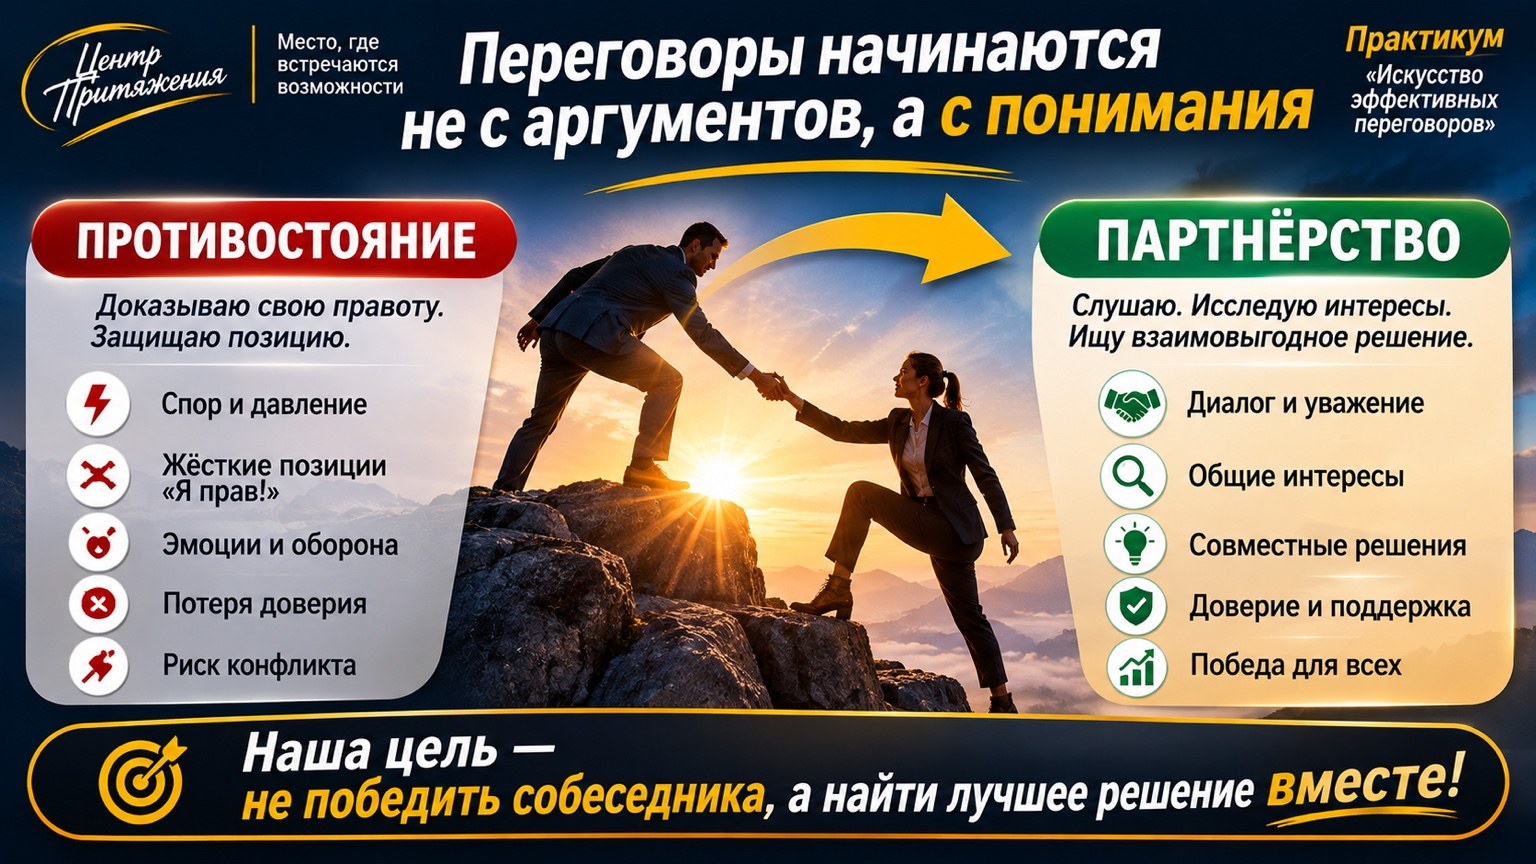 Центр
Притяжения
Место, где
встречаются
возможности
Переговоры начинаются
не с аргументов, а с понимания
Практикум
«Искусство
эффективных
переговоров»
ПРОТИВОСТОЯНИЕ
Доказываю свою правоту.
Защищаю позицию.
Спор и давление
Жёсткие позиции
«Я прав!»
Эмоции и оборона
Потеря доверия
Риск конфликта
ПАРТНЁРСТВО
Слушаю. Исследую интересы.
Ищу взаимовыгодное решение.
Диалог и уважение
Общие интересы
Совместные решения
Доверие и поддержка
Победа для всех
Наша цель —
не победить собеседника, а найти лучшее решение вместе!